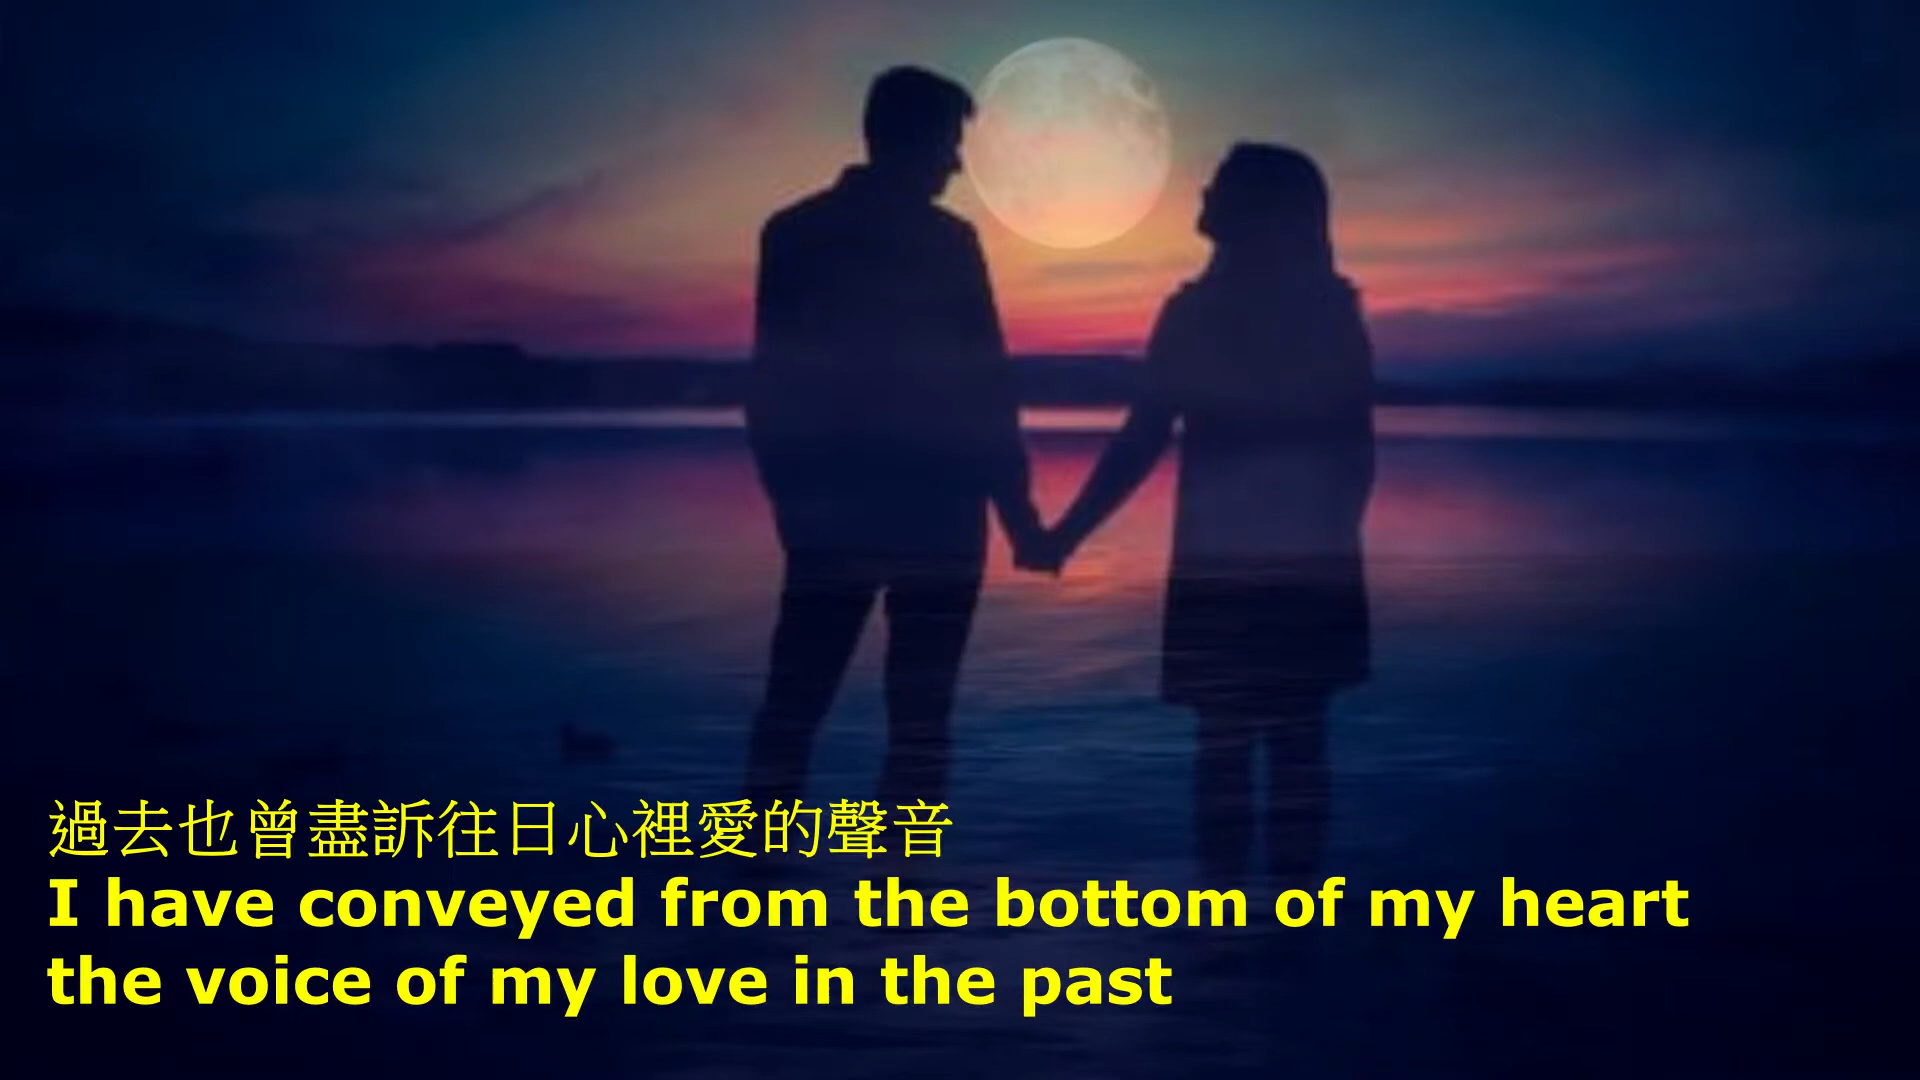 過去也曾盡訴往日心裡愛的聲音
I have conveyed from the bottom of my heart
the voice of my love in the past